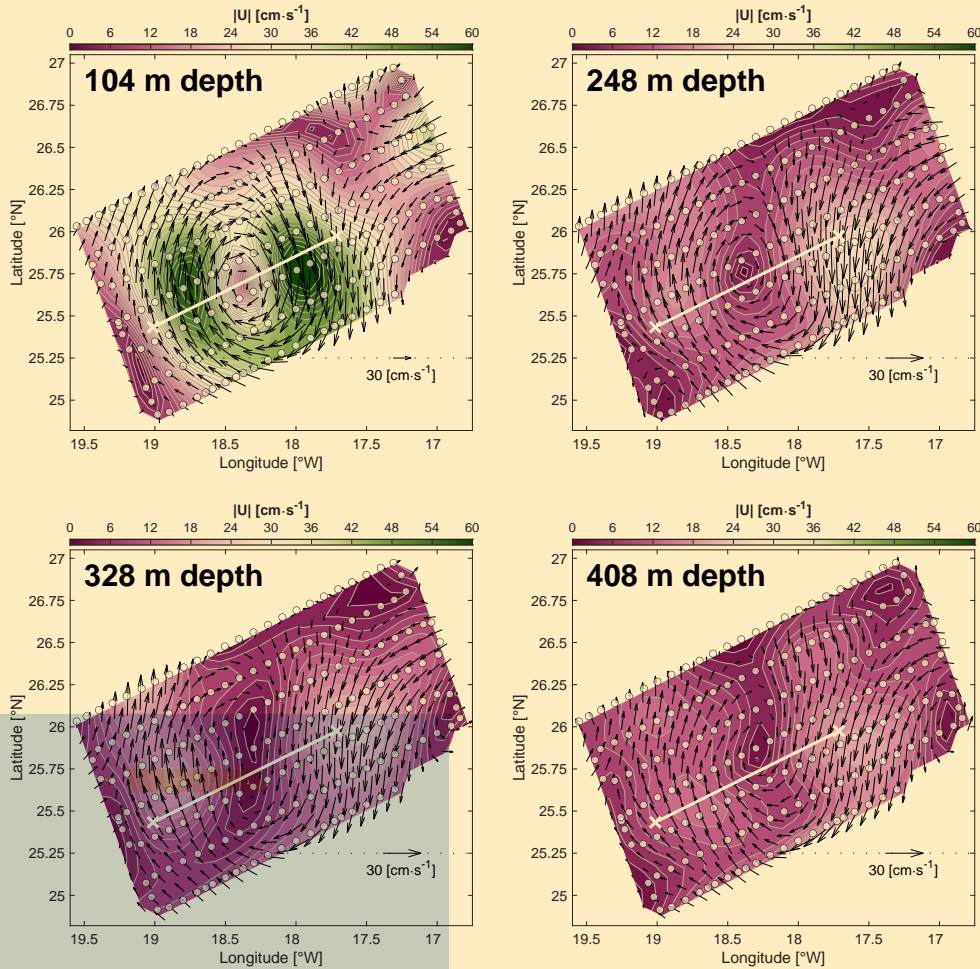 |U| [cm·s-1]
0 6 12 18 24 30 36 42 48 54 60
104 m depth
27
26.75
26.5
26.25
26
25.75
25.5
25.25
25
Latitude [°N]
30 [cm·s-1]
19.5 19 18.5 18 17.5 17
Longitude [°W]
|U| [cm·s-1]
0 6 12 18 24 30 36 42 48 54 60
248 m depth
27
26.75
26.5
26.25
26
25.75
25.5
25.25
25
Latitude [°N]
30 [cm·s-1]
19.5 19 18.5 18 17.5 17
Longitude [°W]
|U| [cm·s-1]
0 6 12 18 24 30 36 42 48 54 60
328 m depth
27
26.75
26.5
26.25
26
25.75
25.5
25.25
25
Latitude [°N]
30 [cm·s-1]
19.5 19 18.5 18 17.5 17
Longitude [°W]
|U| [cm·s-1]
0 6 12 18 24 30 36 42 48 54 60
408 m depth
27
26.75
26.5
26.25
26
25.75
25.5
25.25
25
Latitude [°N]
30 [cm·s-1]
19.5 19 18.5 18 17.5 17
Longitude [°W]